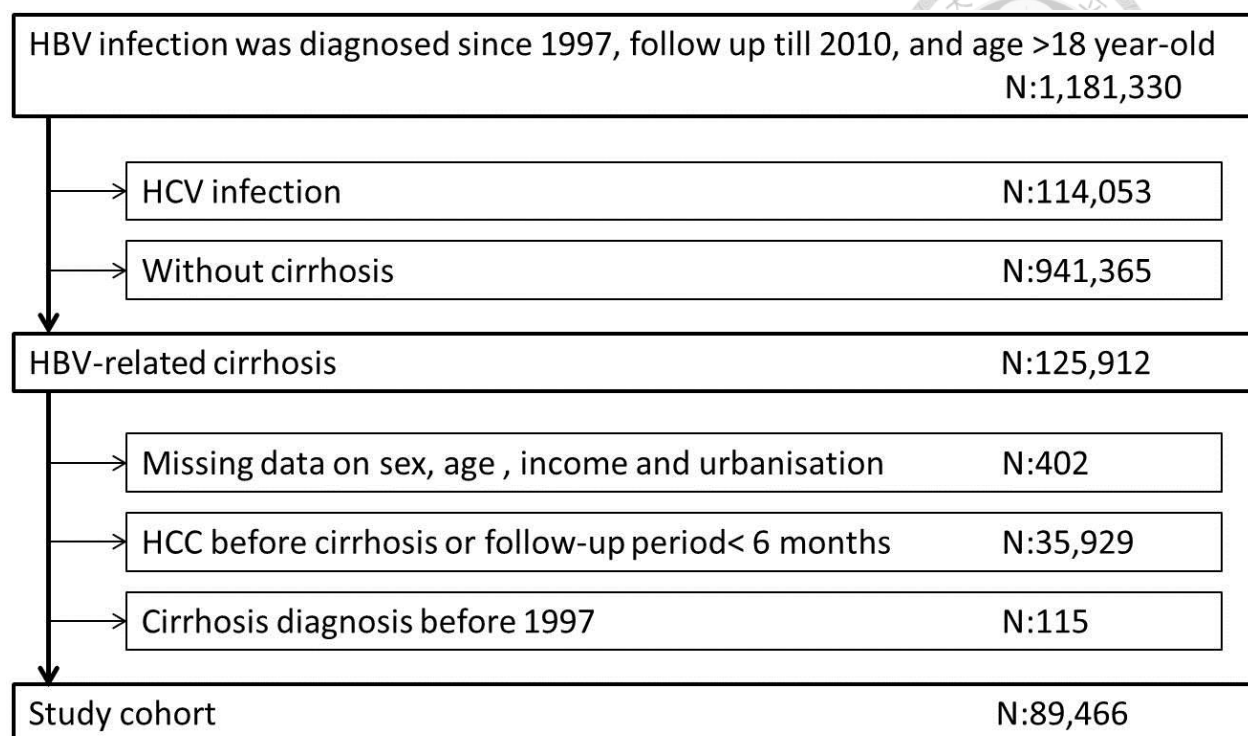 HBV infection was diagnosed since 1997, follow up till 2010, and age >18 year-old
N:1,181,330
HCV infection N:114,053
Without cirrhosis N:941,365
HBV-related cirrhosis N:125,912
Missing data on sex, age , income and urbanisation N:402
HCC before cirrhosis or follow-up period< 6 months N:35,929
Cirrhosis diagnosis before 1997 N:115
Study cohort N:89,466